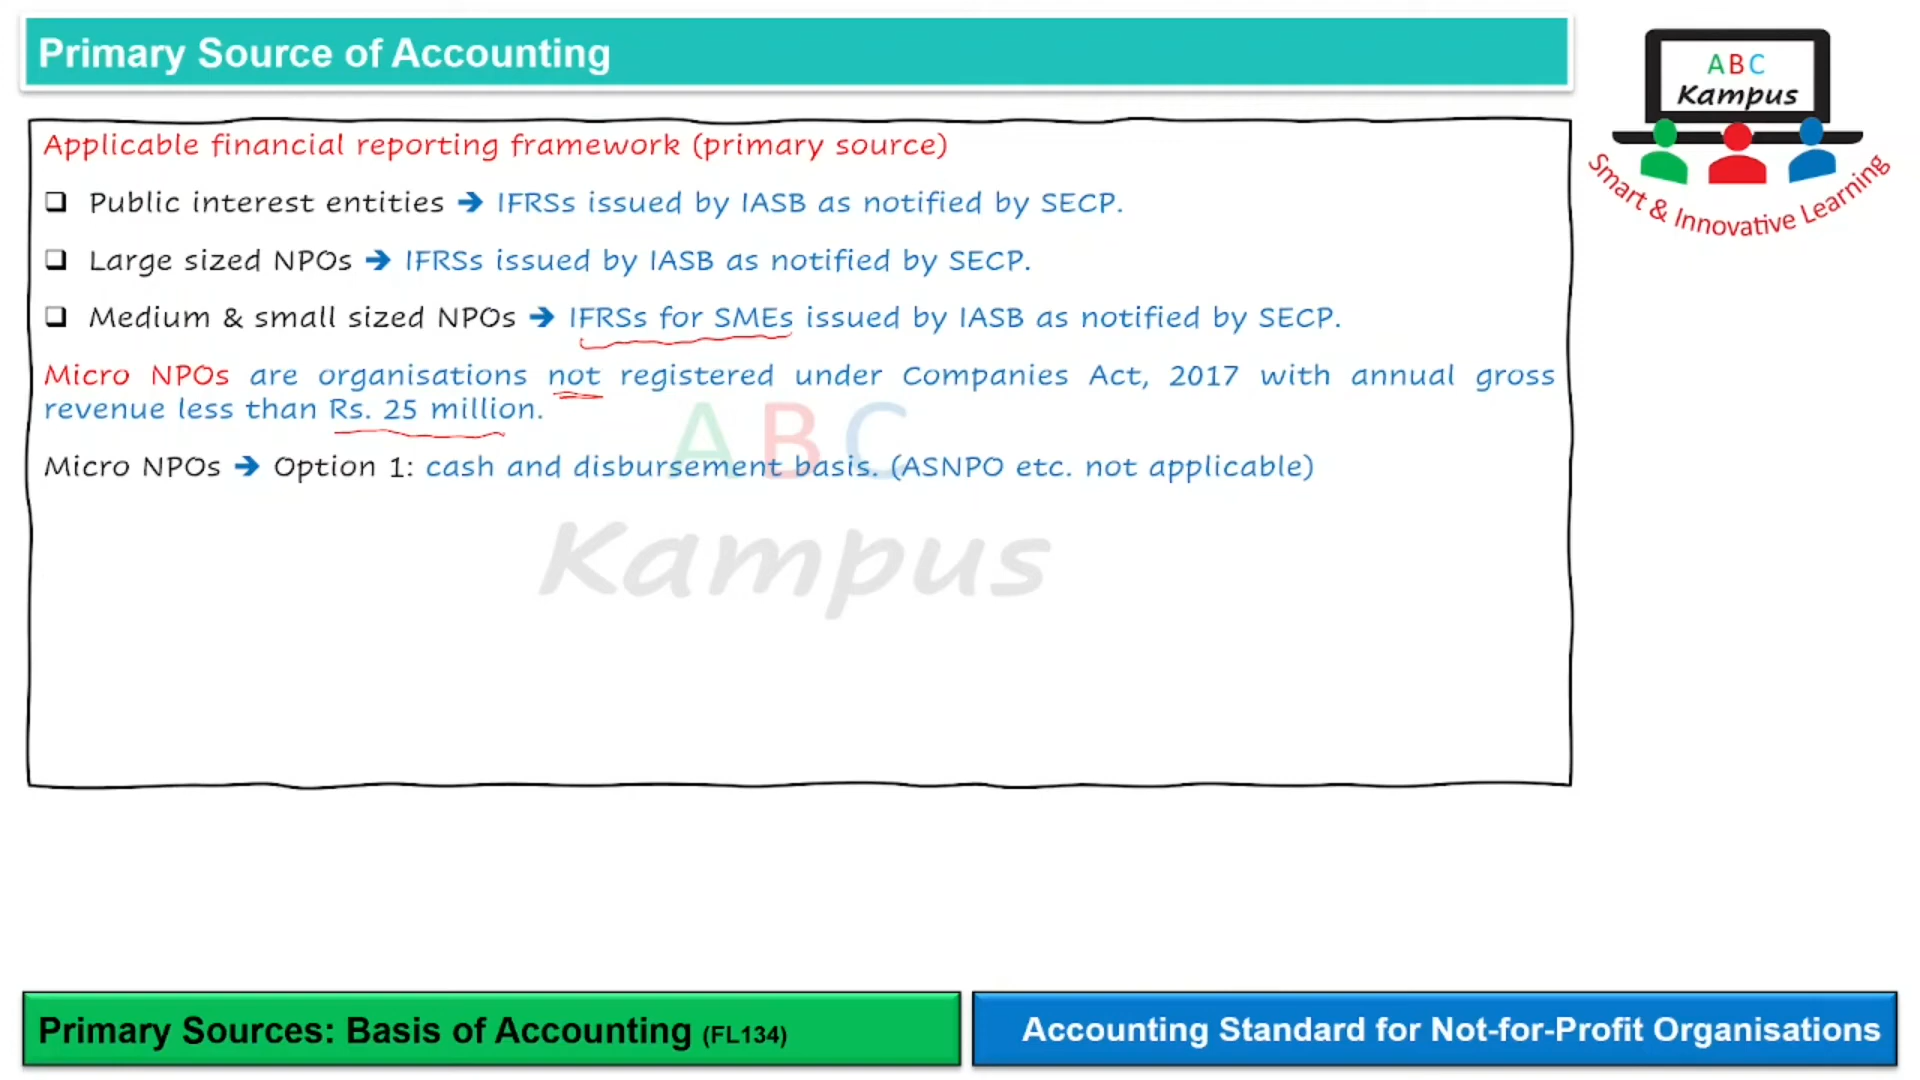 Primary Source of Accounting
ABC
Kampus
Smart & Innovative Learning
Applicable financial reporting framework (primary source)
❑ Public interest entities ➔ IFRSs issued by IASB as notified by SECP.
❑ Large sized NPOs ➔ IFRSs issued by IASB as notified by SECP.
❑ Medium & small sized NPOs ➔ IFRSs for SMEs issued by IASB as notified by SECP.
Micro NPOs are organisations not registered under Companies Act, 2017 with annual gross
revenue less than Rs. 25 million.
Micro NPOs ➔ Option 1: cash and disbursement basis. (ASNPO etc. not applicable)
ABC
Kampus
Primary Sources: Basis of Accounting (FL134)
Accounting Standard for Not-for-Profit Organisations